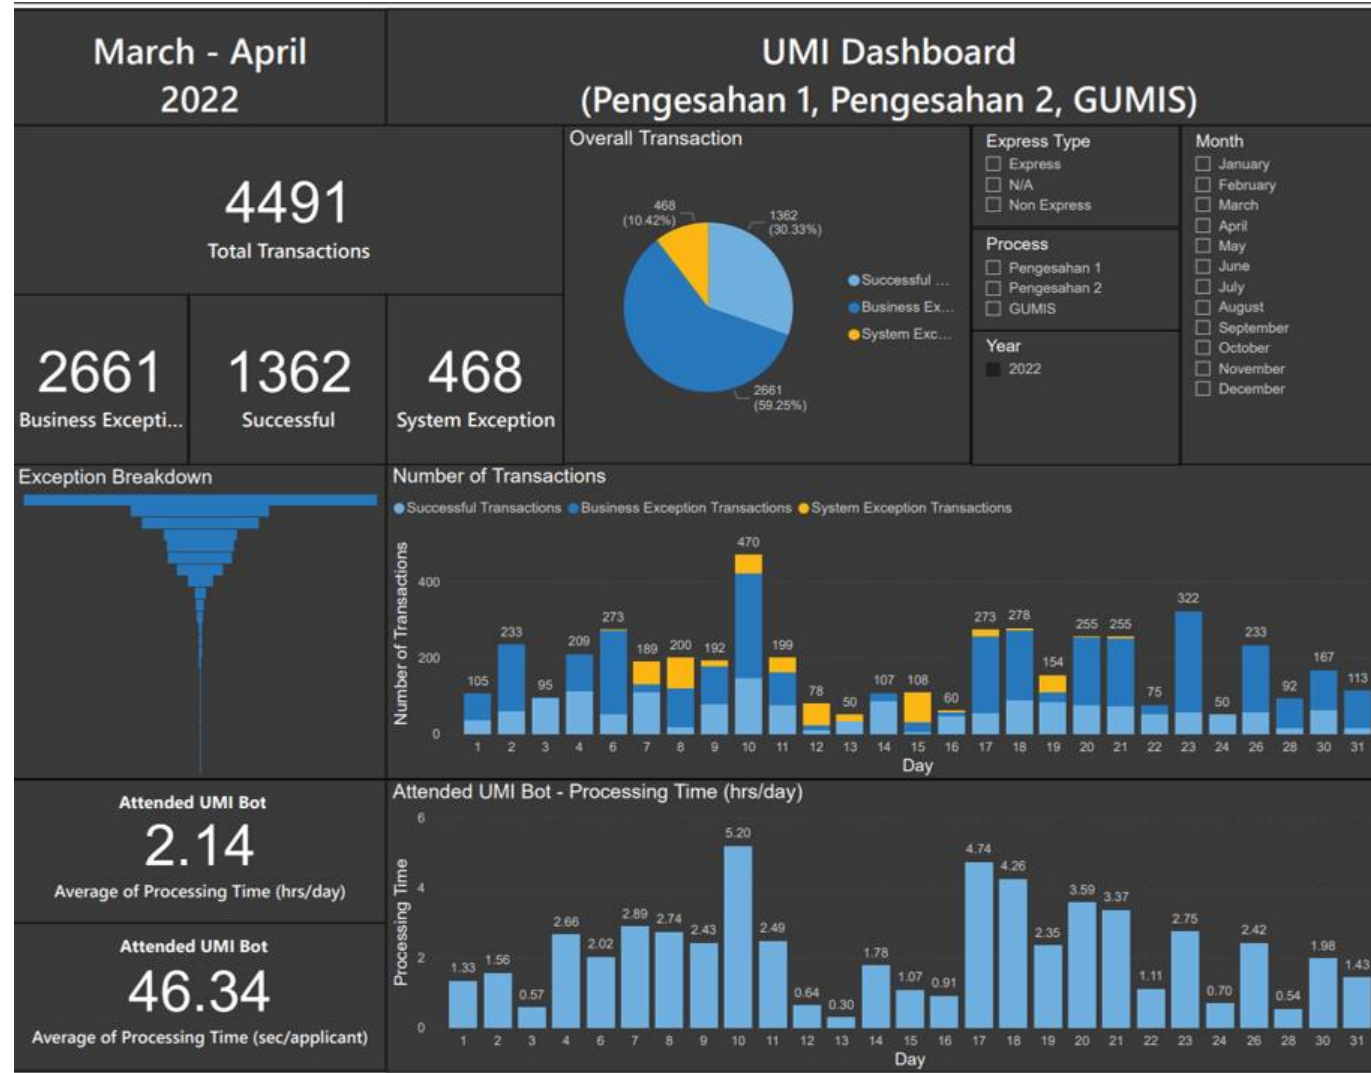 March - April
2022
UMI Dashboard
(Pengesahan 1, Pengesahan 2, GUMIS)
4491
Total Transactions
2661
Business Excepti...
1362
Successful
468
System Exception
Overall Transaction
468
(10.42%)
1362
(30.33%)
2661
(59.25%)
Successful ...
Business Ex...
System Exc...
Express Type
Express
N/A
Non Express
Process
Pengesahan 1
Pengesahan 2
GUMIS
Year
2022
Month
January
February
March
April
May
June
July
August
September
October
November
December
Exception Breakdown
Number of Transactions
Successful Transactions Business Exception Transactions System Exception Transactions
Number of Transactions
400
200
0
105 233 95 209 273 189 200 192 470 199 78 50 107 108 60 273 278 154 255 255 75 322 50 233 92 167 113
1 2 3 4 6 7 8 9 10 11 12 13 14 15 16 17 18 19 20 21 22 23 24 26 28 30 31
Day
Attended UMI Bot
2.14
Average of Processing Time (hrs/day)
Attended UMI Bot
46.34
Average of Processing Time (sec/applicant)
Attended UMI Bot - Processing Time (hrs/day)
Processing Time
6
4
2
0
1.33 1.56 0.57 2.66 2.02 2.89 2.74 2.43 5.20 2.49 0.64 0.30 1.78 1.07 0.91 4.74 4.26 2.35 3.59 3.37 1.11 2.75 0.70 2.42 0.54 1.98 1.43
1 2 3 4 6 7 8 9 10 11 12 13 14 15 16 17 18 19 20 21 22 23 24 26 28 30 31
Day